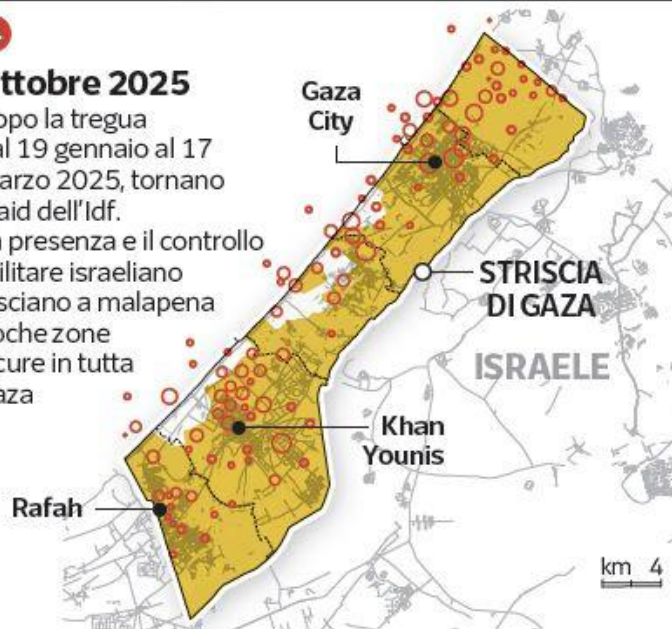 ttobre 2025
opo la tregua
al 19 gennaio al 17
arzo 2025, tornano
aid dell'Idf.
a presenza e il controllo
ilitare israeliano
sciano a malapena
oche zone
cure in tutta
aza
Gaza
City
STRISCIA
DI GAZA
ISRAELE
Khan
Younis
Rafah
km 4